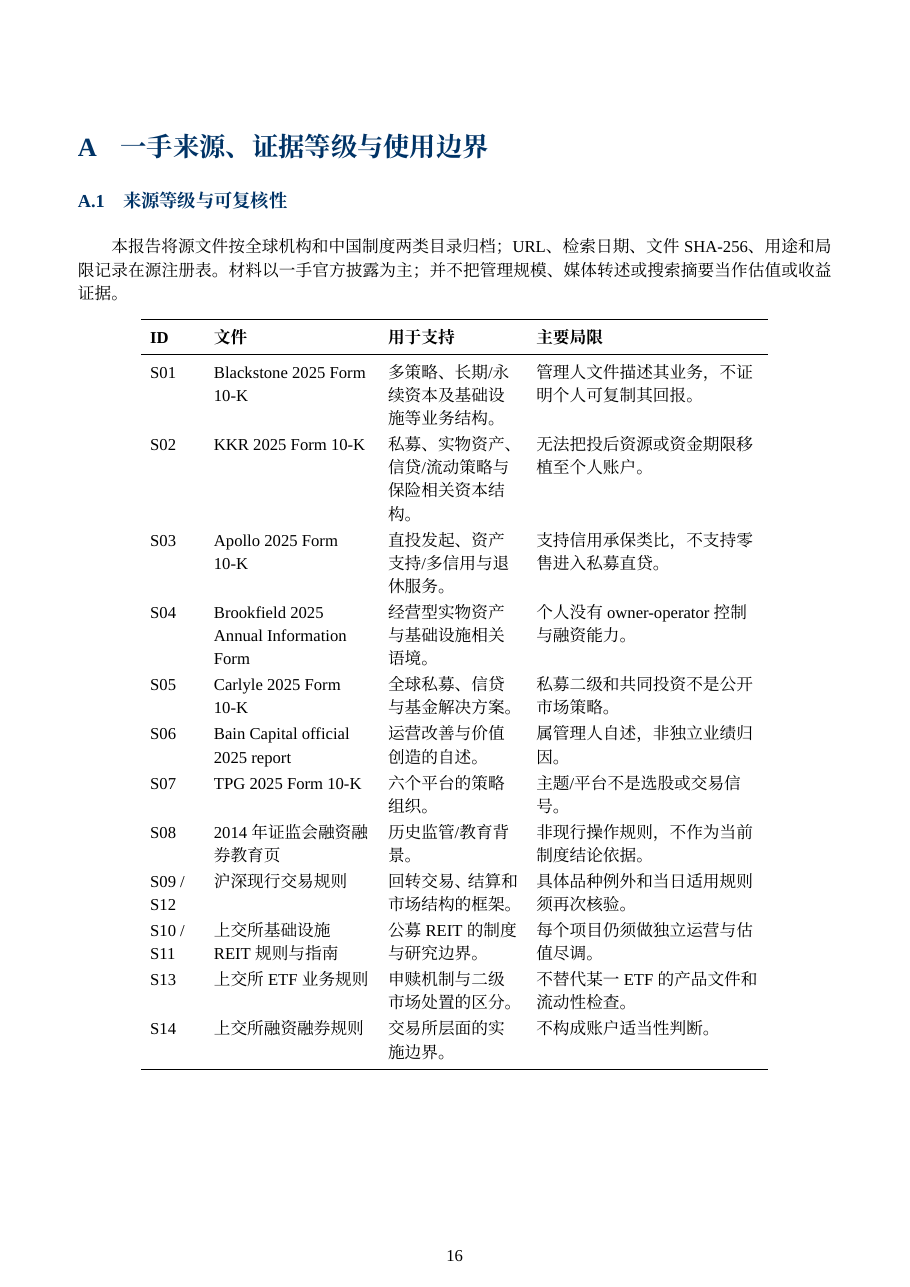 A 一手来源、证据等级与使用边界
A.1 来源等级与可复核性
本报告将源文件按全球机构和中国制度两类目录归档；URL、检索日期、文件 SHA-256、用途和局
限记录在源注册表。材料以一手官方披露为主；并不把管理规模、媒体转述或搜索摘要当作估值或收益
证据。
ID 文件 用于支持 主要局限
S01 Blackstone 2025 Form 多策略、长期/永 管理人文件描述其业务，不证
10-K 续资本及基础设 明个人可复制其回报。
施等业务结构。
S02 KKR 2025 Form 10-K 私募、实物资产、 无法把投后资源或资金期限移
信贷/流动策略与 植至个人账户。
保险相关资本结
构。
S03 Apollo 2025 Form 直投发起、资产 支持信用承保类比，不支持零
10-K 支持/多信用与退 售进入私募直贷。
休服务。
S04 Brookfield 2025 经营型实物资产 个人没有 owner-operator 控制
Annual Information 与基础设施相关 与融资能力。
Form 语境。
S05 Carlyle 2025 Form 全球私募、信贷 私募二级和共同投资不是公开
10-K 与基金解决方案。 市场策略。
S06 Bain Capital official 运营改善与价值 属管理人自述，非独立业绩归
2025 report 创造的自述。 因。
S07 TPG 2025 Form 10-K 六个平台的策略 主题/平台不是选股或交易信
组织。 号。
S08 2014 年证监会融资融 历史监管/教育背 非现行操作规则，不作为当前
券教育页 景。 制度结论依据。
S09 / 沪深现行交易规则 回转交易、结算和 具体品种例外和当日适用规则
S12 市场结构的框架。 须再次核验。
S10 / 上交所基础设施 公募 REIT 的制度 每个项目仍须做独立运营与估
S11 REIT 规则与指南 与研究边界。 值尽调。
S13 上交所 ETF 业务规则 申赎机制与二级 不替代某一 ETF 的产品文件和
市场处置的区分。 流动性检查。
S14 上交所融资融券规则 交易所层面的实 不构成账户适当性判断。
施边界。
16